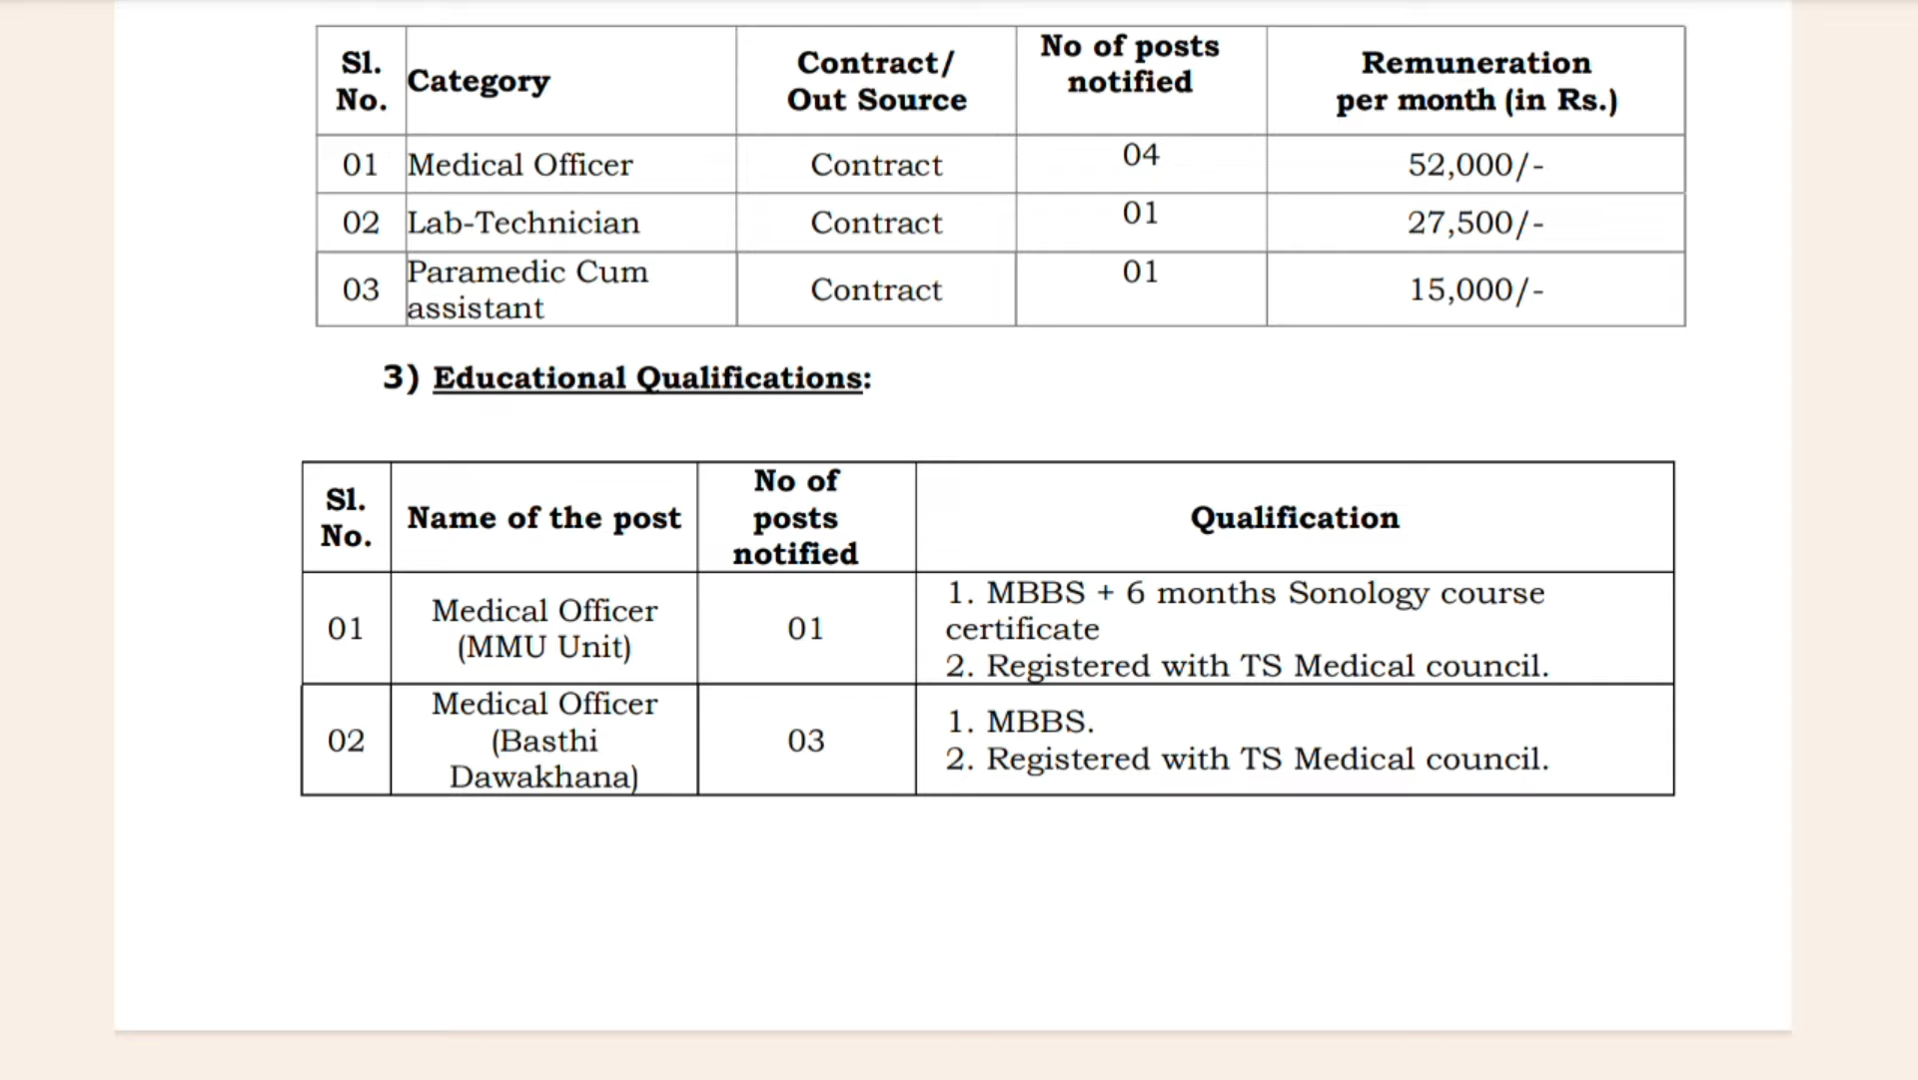 Sl. No. Category Contract/ Out Source No of posts notified Remuneration per month (in Rs.)
01 Medical Officer Contract 04 52,000/-
02 Lab-Technician Contract 01 27,500/-
03 Paramedic Cum assistant Contract 01 15,000/-
3) Educational Qualifications:
Sl. No. Name of the post No of posts notified Qualification
01 Medical Officer (MMU Unit) 01 1. MBBS + 6 months Sonology course certificate
2. Registered with TS Medical council.
02 Medical Officer (Basthi Dawakhana) 03 1. MBBS.
2. Registered with TS Medical council.